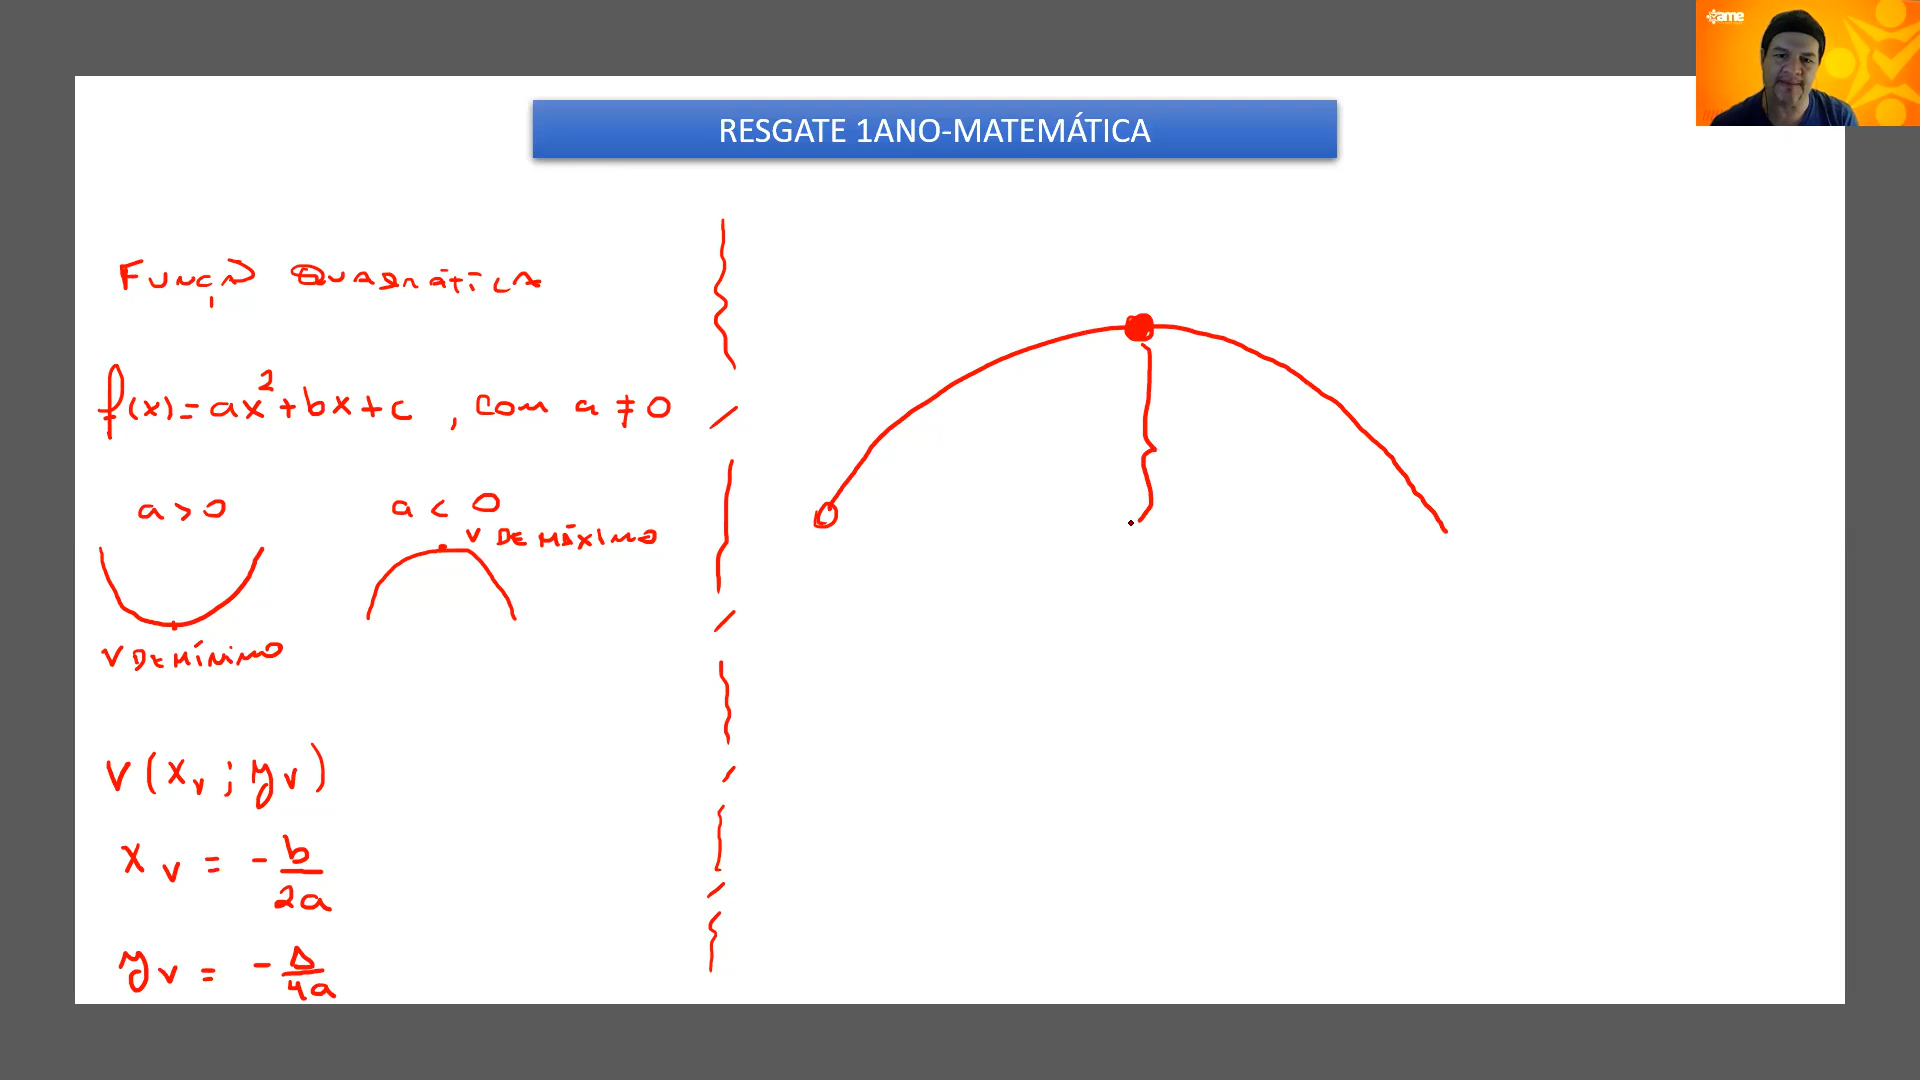 ame
RESGATE 1ANO-MATEMÁTICA
FUNÇÃO QUADRÁTICA
f(x)=ax²+bx+c , com a ≠ 0
a > 0
a < 0
V DE MÁXIMO
V DE MÍNIMO
V(xᵥ ; yᵥ)
xᵥ = -b/2a
yᵥ = -Δ/4a